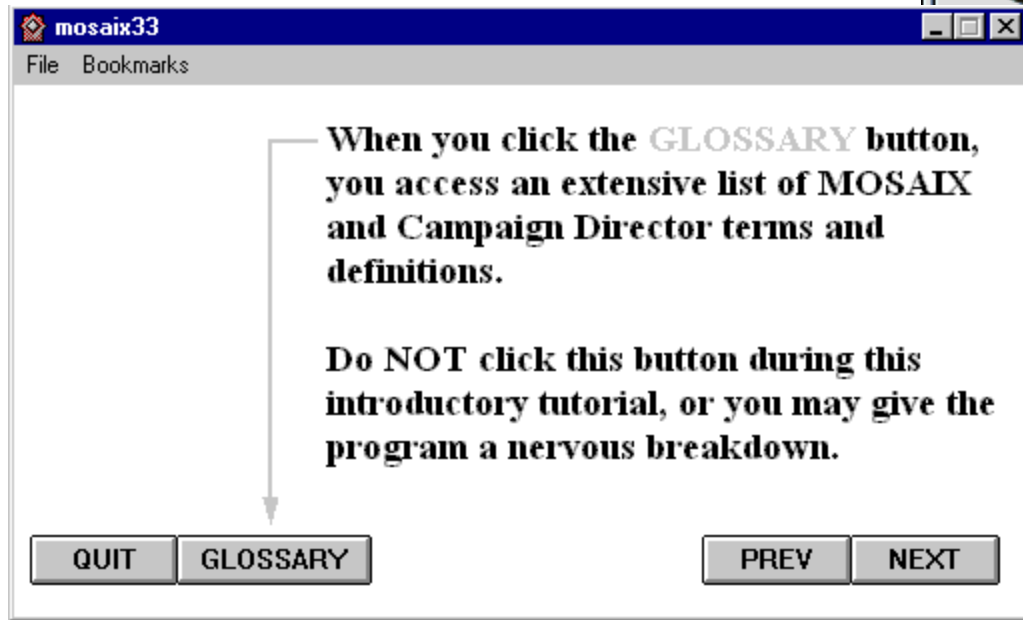 mosaix33
File Bookmarks
When you click the GLOSSARY button,
you access an extensive list of MOSAIX
and Campaign Director terms and
definitions.
Do NOT click this button during this
introductory tutorial, or you may give the
program a nervous breakdown.
QUIT GLOSSARY PREV NEXT